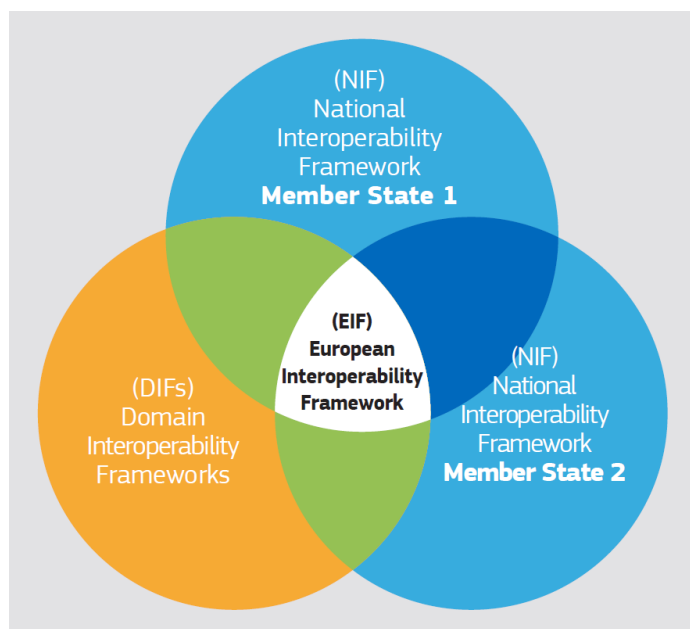 (NIF)
National
Interoperability
Framework
Member State 1
(EIF)
European
Interoperability
Framework
(DIFs)
Domain
Interoperability
Frameworks
(NIF)
National
Interoperability
Framework
Member State 2